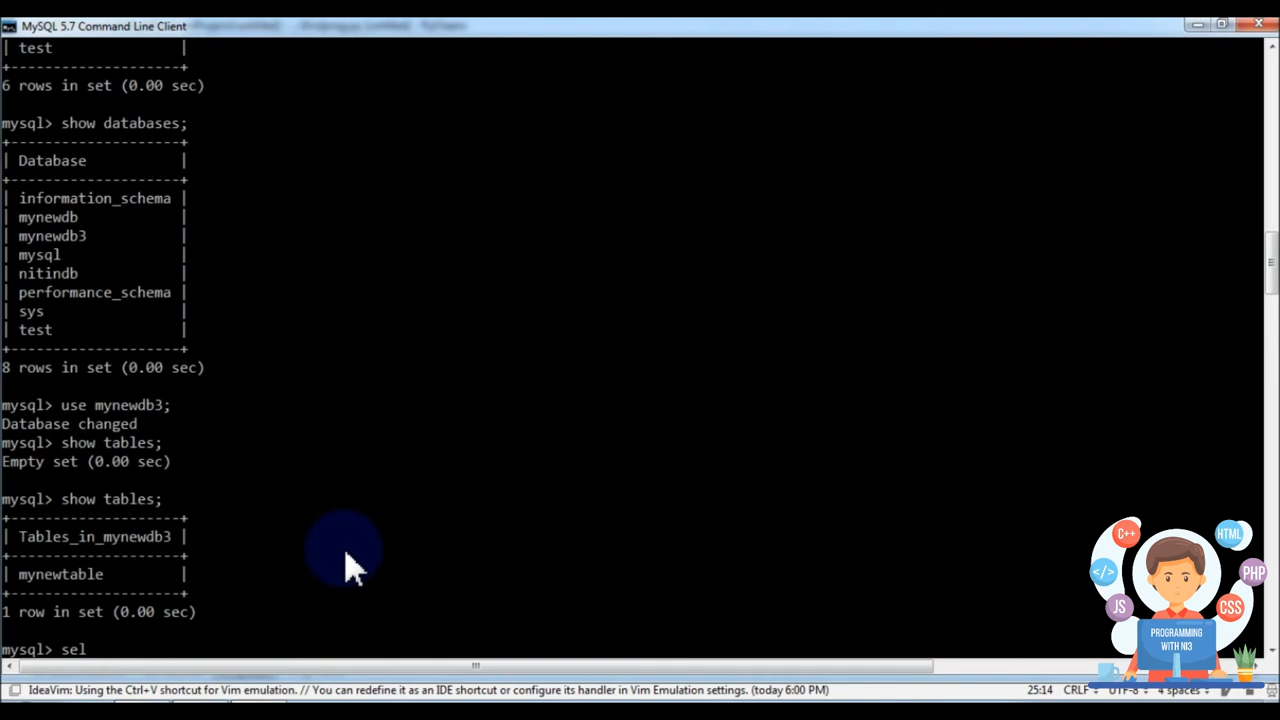 MySQL 5.7 Command Line Client
| test |
+-------------------+
6 rows in set (0.00 sec)
mysql> show databases;
+-------------------+
| Database |
+-------------------+
| information_schema |
| mynewdb |
| mynewdb3 |
| mysql |
| nitindb |
| performance_schema |
| sys |
| test |
+-------------------+
8 rows in set (0.00 sec)
mysql> use mynewdb3;
Database changed
mysql> show tables;
Empty set (0.00 sec)
mysql> show tables;
+-------------------+
| Tables_in_mynewdb3 |
+-------------------+
| mynewtable |
+-------------------+
1 row in set (0.00 sec)
mysql> sel
C++
HTML
</>
PHP
JS
CSS
PROGRAMMING
WITH NI3
IdeaVim: Using the Ctrl+V shortcut for Vim emulation. // You can redefine it as an IDE shortcut or configure its handler in Vim Emulation settings. (today 6:00 PM) 25:14 CRLF UTF-8 4 spaces